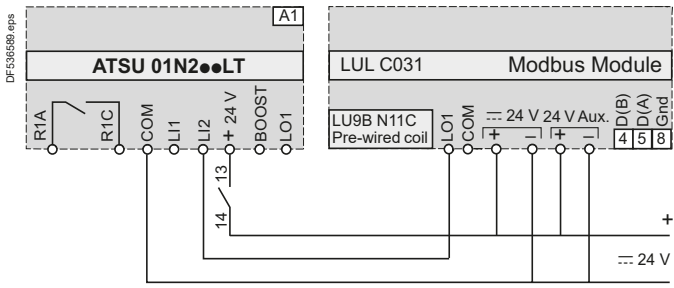 DF536589.eps
A1
ATSU 01N2●●LT
R1A
R1C
COM
LI1
LI2
+ 24 V
BOOST
LO1
13
14
LUL C031 Modbus Module
LU9B N11C
Pre-wired coil
LO1
COM
⎓ 24 V
+ –
24 V Aux.
+ –
D(B)
D(A)
Gnd
4 5 8
+
⎓ 24 V